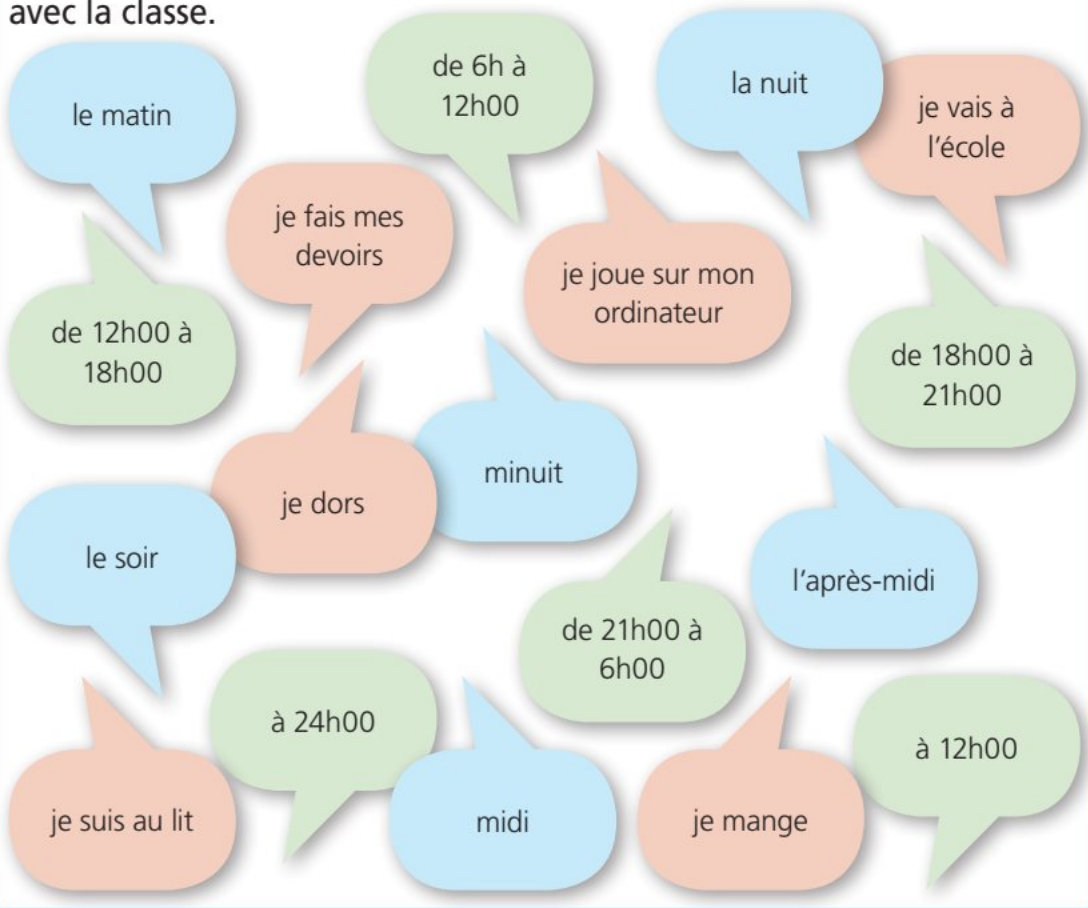 avec la classe.
le matin
de 6h à
12h00
la nuit
je vais à
l'école
je fais mes
devoirs
je joue sur mon
ordinateur
de 12h00 à
18h00
de 18h00 à
21h00
je dors
minuit
le soir
l'après-midi
de 21h00 à
6h00
à 24h00
à 12h00
je suis au lit
midi
je mange